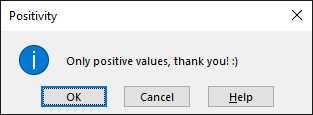 Positivity
Only positive values, thank you! :)
OK
Cancel
Help